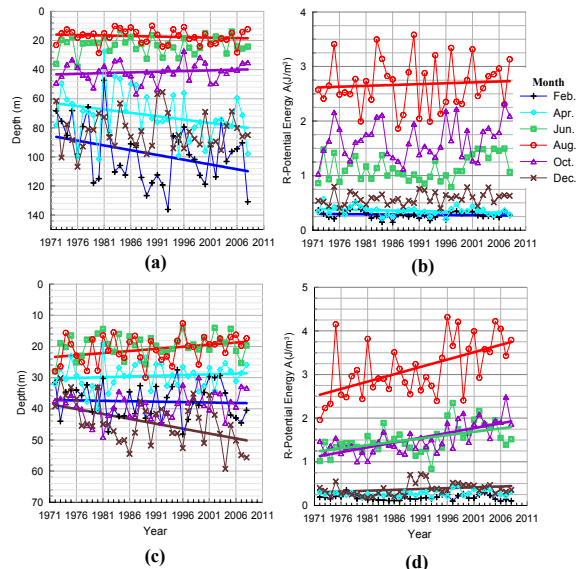 0
20
40
60
80
100
120
140
Depth (m)
1971 1976 1981 1986 1991 1996 2001 2006 2011
(a)
4
3
2
1
0
R-Potential Energy A(J/m³)
1971 1976 1981 1986 1991 1996 2001 2006 2011
(b)
Month
Feb.
Apr.
Jun.
Aug.
Oct.
Dec.
0
10
20
30
40
50
60
70
Depth(m)
1971 1976 1981 1986 1991 1996 2001 2006 2011
Year
(c)
5
4
3
2
1
0
R-Potential Energy A (J/m³)
1971 1976 1981 1986 1991 1996 2001 2006 2011
Year
(d)